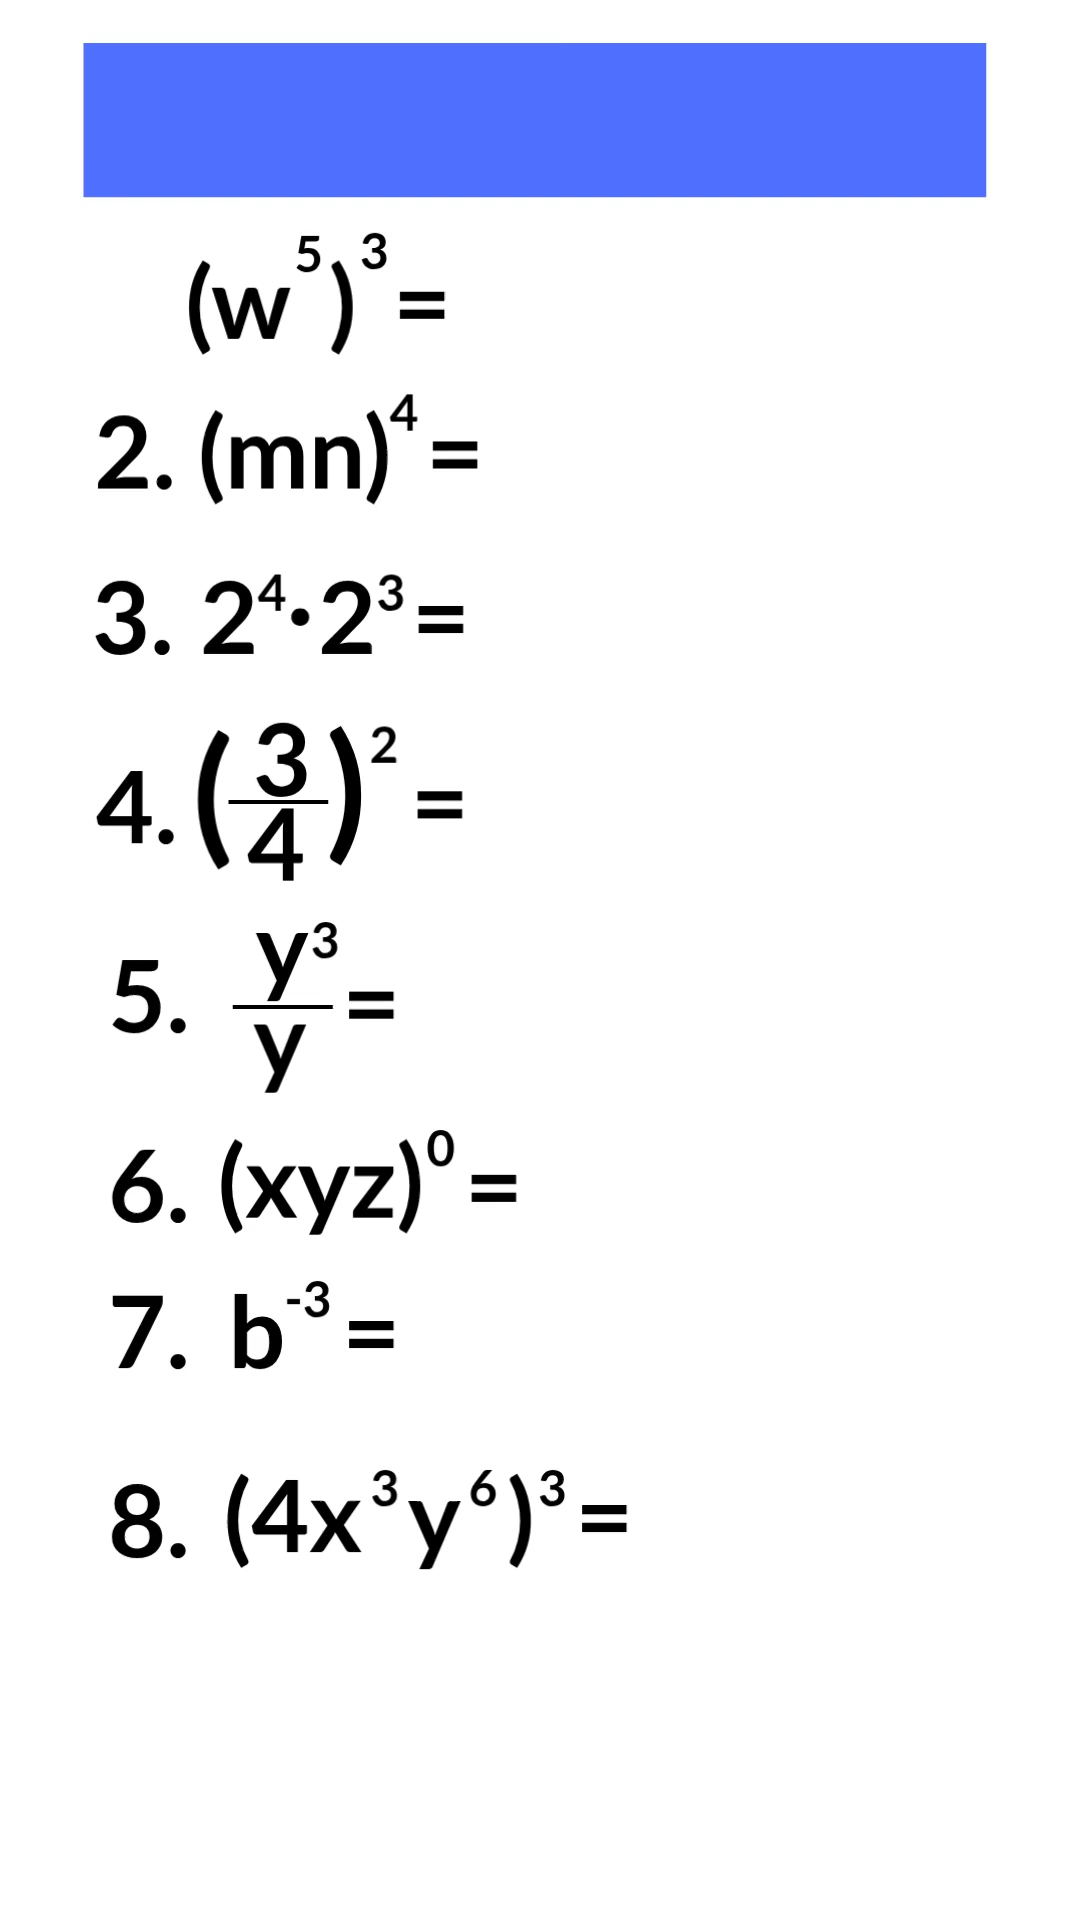 (w⁵)³=
2. (mn)⁴=
3. 2⁴·2³=
4. (3/4)²=
5. y³/y=
6. (xyz)⁰=
7. b⁻³=
8. (4x³y⁶)³=